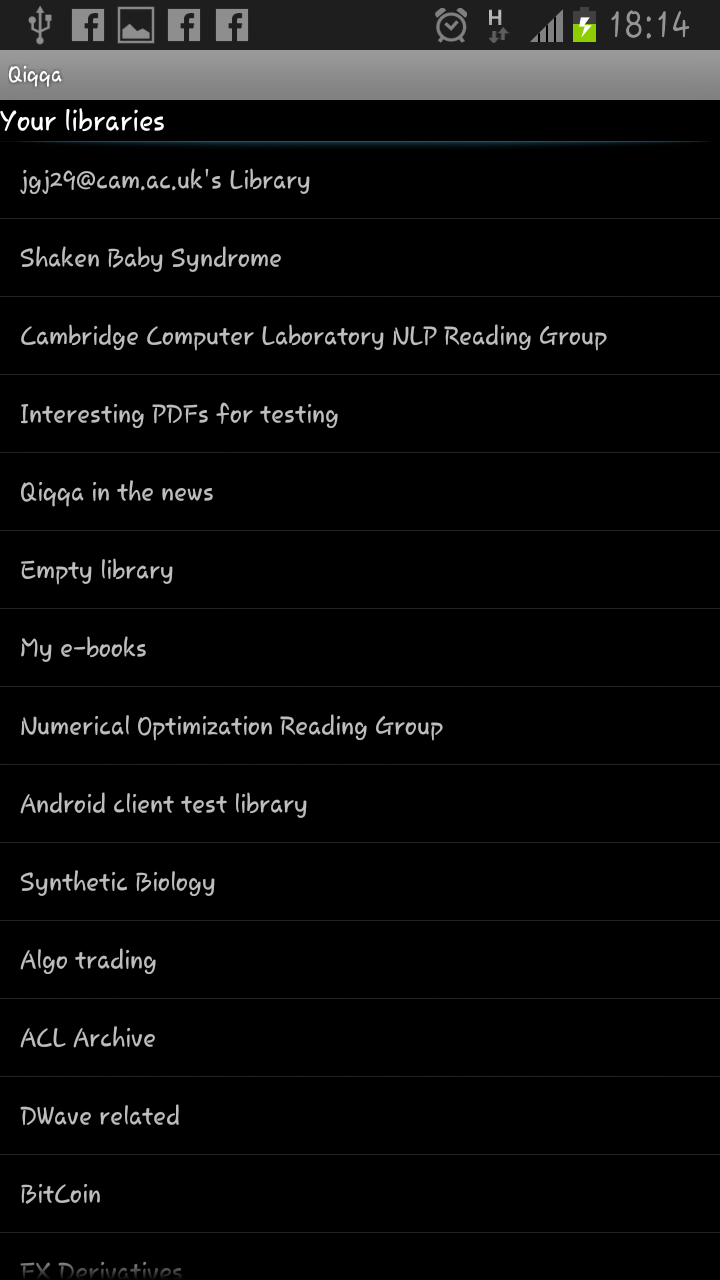 H 18:14
Qiqqa
Your libraries
jgj29@cam.ac.uk's Library
Shaken Baby Syndrome
Cambridge Computer Laboratory NLP Reading Group
Interesting PDFs for testing
Qiqqa in the news
Empty library
My e-books
Numerical Optimization Reading Group
Android client test library
Synthetic Biology
Algo trading
ACL Archive
DWave related
BitCoin
FX Derivatives